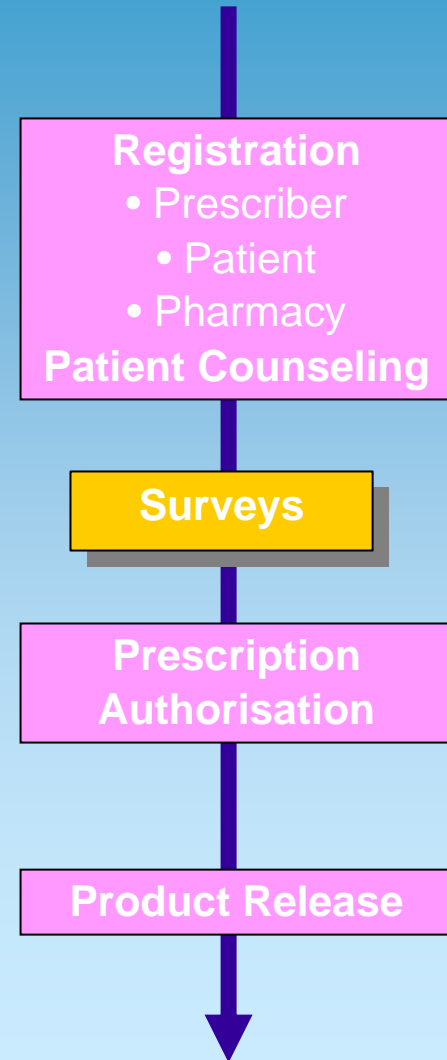 Registration
• Prescriber
• Patient
• Pharmacy
Patient Counseling
Surveys
Prescription
Authorisation
Product Release